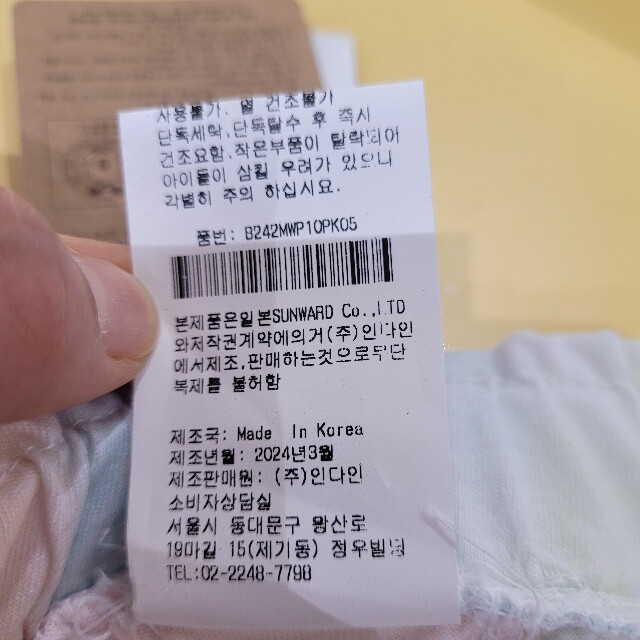 사용불가, 열 건조불가
단독세탁,단독탈수 후 즉시
건조요함.작은부품이 탈락되어
아이들이 삼킬 우려가 있으니
각별히 주의 하십시요.
품번: B242MWP10PK05
본제품은일본SUNWARD Co.,LTD
와저작권계약에의거(주)인다인
에서제조,판매하는것으로무단
복제를 불허함
제조국: Made In Korea
제조년월: 2024년3월
제조판매원: (주)인다인
소비자상담실
서울시 동대문구 왕산로
19마길 15(제기동) 정우빌딩
TEL:02-2248-7798